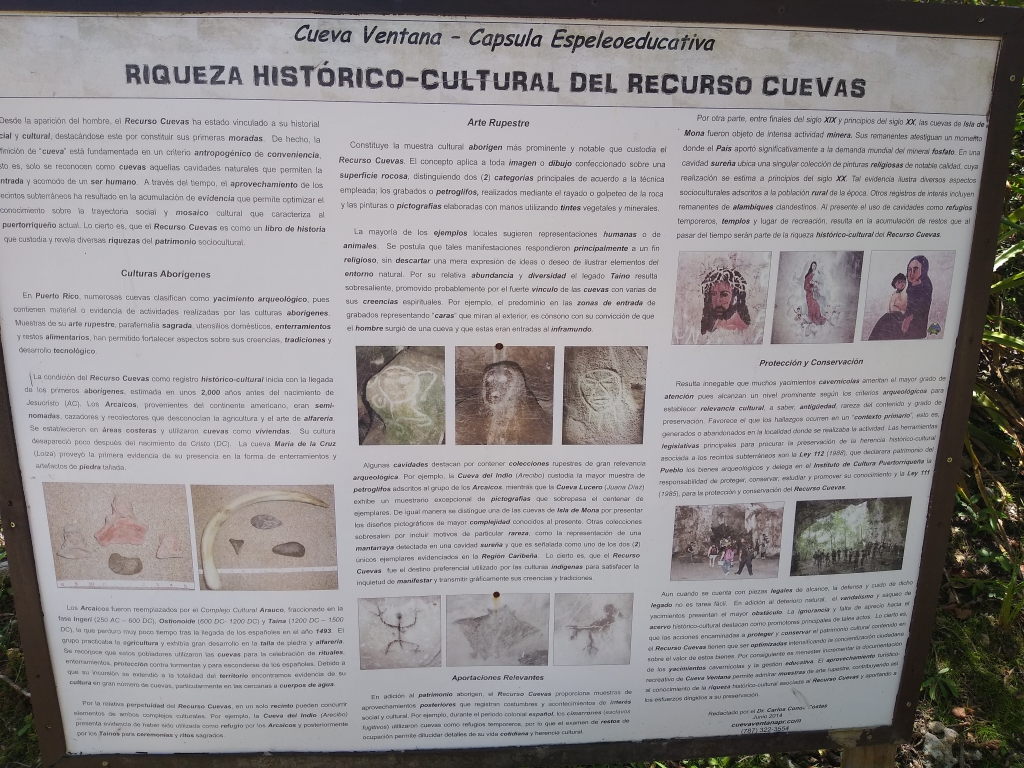 Cueva Ventana - Capsula Espeleoeducativa
RIQUEZA HISTÓRICO-CULTURAL DEL RECURSO CUEVAS
Desde la aparición del hombre, el Recurso Cuevas ha estado vinculado a su historial
y cultural, destacándose este por constituir sus primeras moradas. De hecho, la
de "cueva" está fundamentada en un criterio antropogénico de conveniencia,
es, solo se reconocen como cuevas aquellas cavidades naturales que permiten la
y acomodo de un ser humano. A través del tiempo, el aprovechamiento de los
recintos subterráneos ha resultado en la acumulación de evidencia que permite optimizar el
conocimiento sobre la trayectoria social y mosaico cultural que caracteriza al
puertorriqueño actual. Lo cierto es, que el Recurso Cuevas es como un libro de historia
que custodia y revela diversas riquezas del patrimonio sociocultural.
Culturas Aborígenes
En Puerto Rico, numerosas cuevas clasifican como yacimiento arqueológico, pues
contienen material o evidencia de actividades realizadas por las culturas aborígenes.
Muestras de su arte rupestre, parafernalia sagrada, utensilios domésticos, enterramientos
y restos alimentarios, han permitido fortalecer aspectos sobre sus creencias, tradiciones y
desarrollo tecnológico.
La condición del Recurso Cuevas como registro histórico-cultural inicia con la llegada
de los primeros aborígenes, estimada en unos 2,000 años antes del nacimiento de
Jesucristo (AC). Los Arcaicos, provenientes del continente americano, eran semi-
nomadas, cazadores y recolectores que desconocían la agricultura y el arte de alfarería.
Se establecieron en áreas costeras y utilizaron cuevas como viviendas. Su cultura
desapareció poco después del nacimiento de Cristo (DC). La cueva María de la Cruz
(Loíza) proveyó la primera evidencia de su presencia en la forma de enterramientos y
artefactos de piedra tallada.
Los Arcaicos fueron reemplazados por el Complejo Cultural Arauco, fraccionado en la
fase Ingeri (250 AC – 600 DC), Ostionoide (600 DC- 1200 DC) y Taína (1200 DC – 1500
DC), la que perduro muy poco tiempo tras la llegada de los españoles en el año 1493. El
grupo practicaba la agricultura y exhibía gran desarrollo en la talla de piedra y alfarería.
Se reconoce que estos pobladores utilizaron las cuevas para la celebración de rituales,
enterramientos, protección contra tormentas y para esconderse de los españoles. Debido a
que su incursión se extendió a la totalidad del territorio encontramos evidencia de su
cultura en gran número de cuevas, particularmente en las cercanías a cuerpos de agua.
Por la relativa perpetuidad del Recurso Cuevas, en un solo recinto pueden concurrir
elementos de ambos complejos culturales. Por ejemplo, la Cueva del Indio (Arecibo)
presenta evidencia de haber sido utilizada como refugio por los Arcaicos y posteriormente
por los Taínos para ceremonias y ritos sagrados.
Arte Rupestre
Constituye la muestra cultural aborigen más prominente y notable que custodia el
Recurso Cuevas. El concepto aplica a toda imagen o dibujo confeccionado sobre una
superficie rocosa, distinguiendo dos (2) categorías principales de acuerdo a la técnica
empleada; los grabados o petroglifos, realizados mediante el rayado o golpeteo de la roca
y las pinturas o pictografías elaboradas con manos utilizando tintes vegetales y minerales.
La mayoría de los ejemplos locales sugieren representaciones humanas o de
animales. Se postula que tales manifestaciones respondieron principalmente a un fin
religioso, sin descartar una mera expresión de ideas o deseo de ilustrar elementos del
entorno natural. Por su relativa abundancia y diversidad el legado Taíno resulta
sobresaliente, promovido probablemente por el fuerte vínculo de las cuevas con varias de
sus creencias espirituales. Por ejemplo, el predominio en las zonas de entrada de
grabados representando "caras" que miran al exterior, es cónsono con su convicción de que
el hombre surgió de una cueva y que estas eran entradas al inframundo.
Algunas cavidades destacan por contener colecciones rupestres de gran relevancia
arqueológica. Por ejemplo, la Cueva del Indio (Arecibo) custodia la mayor muestra de
petroglifos adscritos al grupo de los Arcaicos, mientras que la Cueva Lucero (Juana Díaz)
exhibe un muestrario excepcional de pictografías que sobrepasa el centenar de
ejemplares. De igual manera se distingue una de las cuevas de Isla de Mona por presentar
los diseños pictográficos de mayor complejidad conocidos al presente. Otras colecciones
sobresalen por incluir motivos de particular rareza, como la representación de una
mantarraya detectada en una cavidad sureña y que es señalada como uno de los dos (2)
únicos ejemplares evidenciados en la Región Caribeña. Lo cierto es, que el Recurso
Cuevas fue el destino preferencial utilizado por las culturas indígenas para satisfacer la
inquietud de manifestar y transmitir gráficamente sus creencias y tradiciones.
Aportaciones Relevantes
En adición al patrimonio aborigen, el Recurso Cuevas proporciona muestras de
aprovechamientos posteriores que registran costumbres y acontecimientos de interés
social y cultural. Por ejemplo, durante el periodo colonial español, los cimarrones (esclavos
fugitivos) utilizaron cuevas como refugios temporeros, por lo que el examen de restos de
ocupación permite dilucidar detalles de su vida cotidiana y herencia cultural.
Por otra parte, entre finales del siglo XIX y principios del siglo XX, las cuevas de Isla de
Mona fueron objeto de intensa actividad minera. Sus remanentes atestiguan un momento
donde el País aportó significativamente a la demanda mundial del mineral fosfato. En una
cavidad sureña ubica una singular colección de pinturas religiosas de notable calidad, cuya
realización se estima a principios del siglo XX. Tal evidencia ilustra diversos aspectos
socioculturales adscritos a la población rural de la época. Otros registros de interés incluyen
remanentes de alambiques clandestinos. Al presente el uso de cavidades como refugios
temporeros, templos y lugar de recreación, resulta en la acumulación de restos que al
pasar del tiempo serán parte de la riqueza histórico-cultural del Recurso Cuevas.
Protección y Conservación
Resulta innegable que muchos yacimientos cavernícolas ameritan el mayor grado de
atención pues alcanzan un nivel prominente según los criterios arqueológicos para
establecer relevancia cultural, a saber, antigüedad, rareza del contenido y grado de
preservación. Favorece el que los hallazgos ocurren en un "contexto primario", esto es,
generados o abandonados en la localidad donde se realizaba la actividad. Las herramientas
legislativas principales para procurar la preservación de la herencia histórico-cultural
asociada a los recintos subterráneos son la Ley 112 (1988), que declarara patrimonio del
Pueblo los bienes arqueológicos y delega en el Instituto de Cultura Puertorriqueña la
responsabilidad de proteger, conservar, estudiar y promover su conocimiento y la Ley 111
(1985), para la protección y conservación del Recurso Cuevas.
Aun cuando se cuenta con piezas legales de alcance, la defensa y cuido de dicho
legado no es tarea fácil. En adición al deterioro natural, el vandalismo y saqueo de
yacimientos presentan el mayor obstáculo. La ignorancia y falta de aprecio hacia el
acervo histórico-cultural destacan como promotores principales de tales actos. Lo cierto es,
que las acciones encaminadas a proteger y conservar el patrimonio cultural contenido en
el Recurso Cuevas tienen que ser optimizadas intensificando la concienciación ciudadana
sobre el valor de estos bienes. Por consiguiente es menester incrementar la documentación
de los yacimientos cavernícolas y la gestión educativa. El aprovechamiento turístico-
recreativo de Cueva Ventana permite admirar muestras de arte rupestre, contribuyendo así
al conocimiento de la riqueza histórico-cultural asociada al Recurso Cuevas y aportando a
los esfuerzos dirigidos a su preservación.
Redactado por el Dr. Carlos Conde Costas
Junio 2014
cuevaventanapr.com
(787) 322-3554